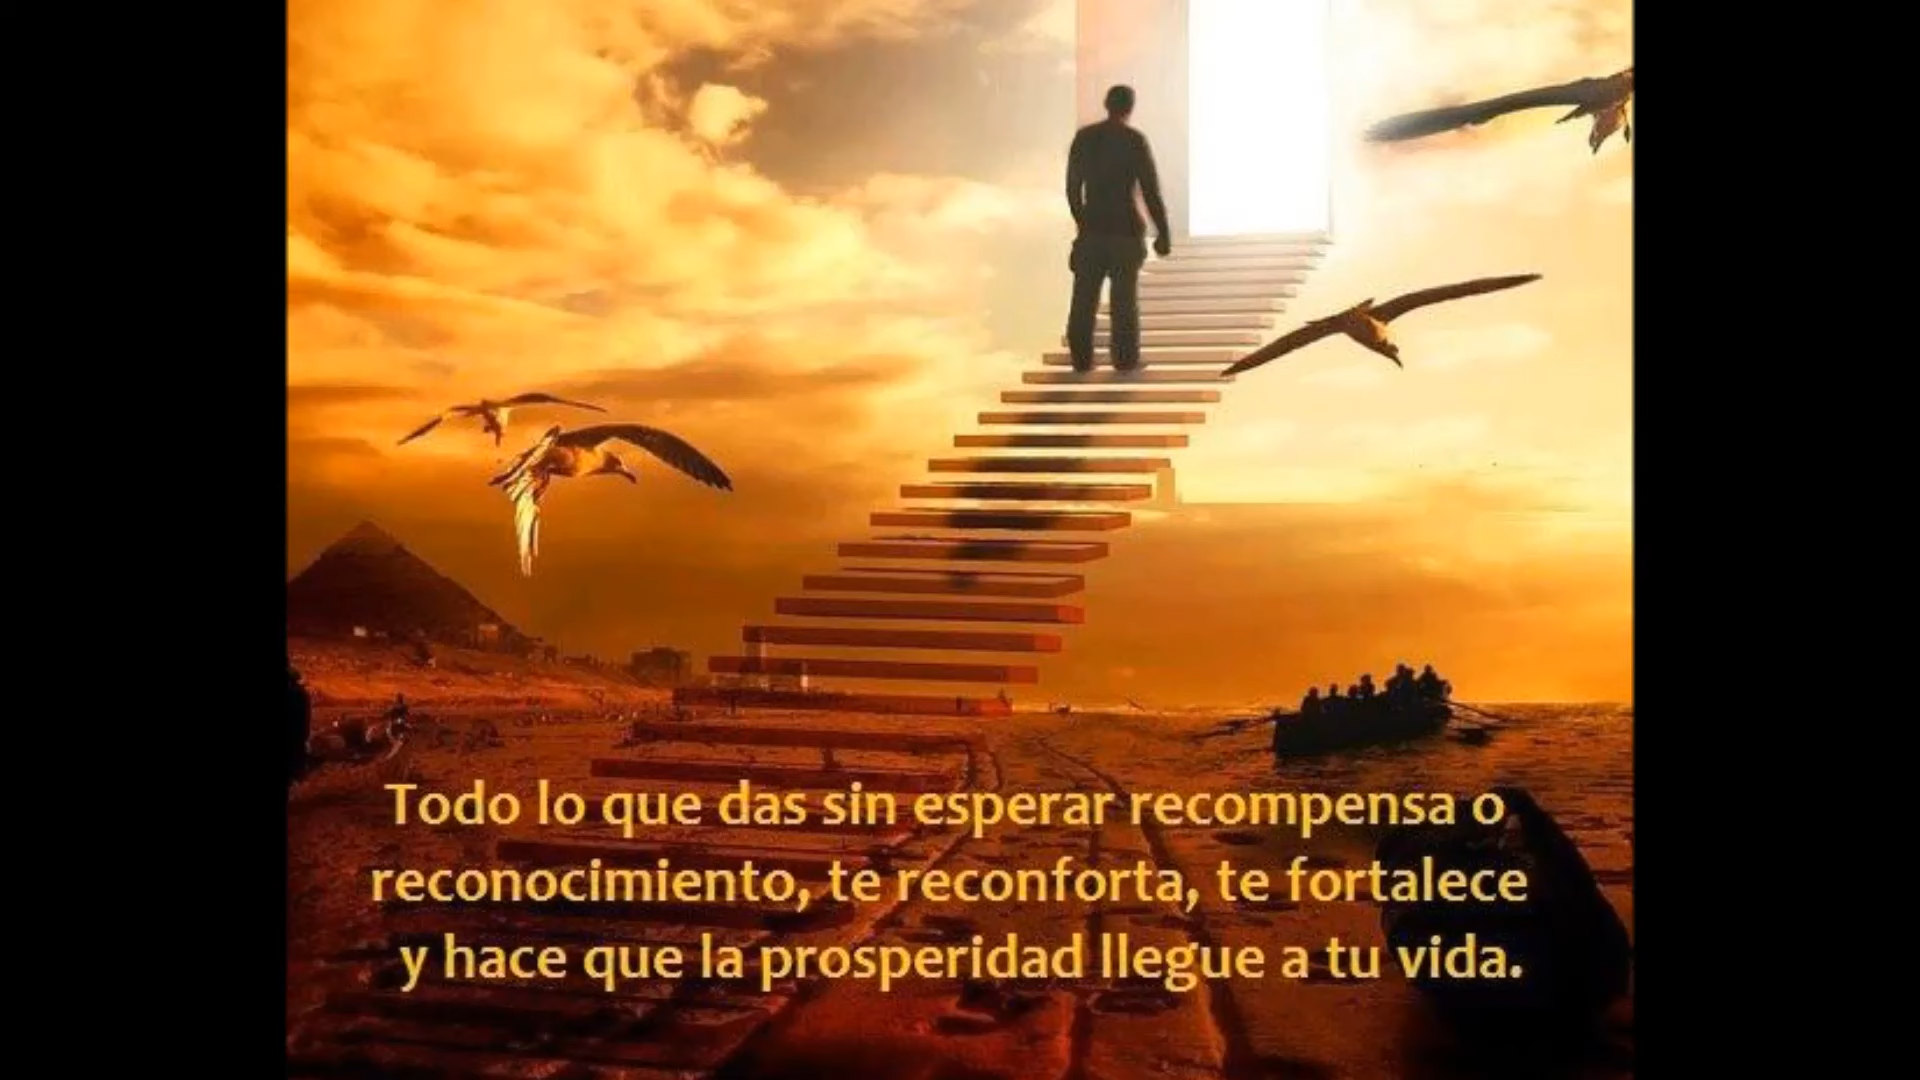 Todo lo que das sin esperar recompensa o
reconocimiento, te reconforta, te fortalece
y hace que la prosperidad llegue a tu vida.